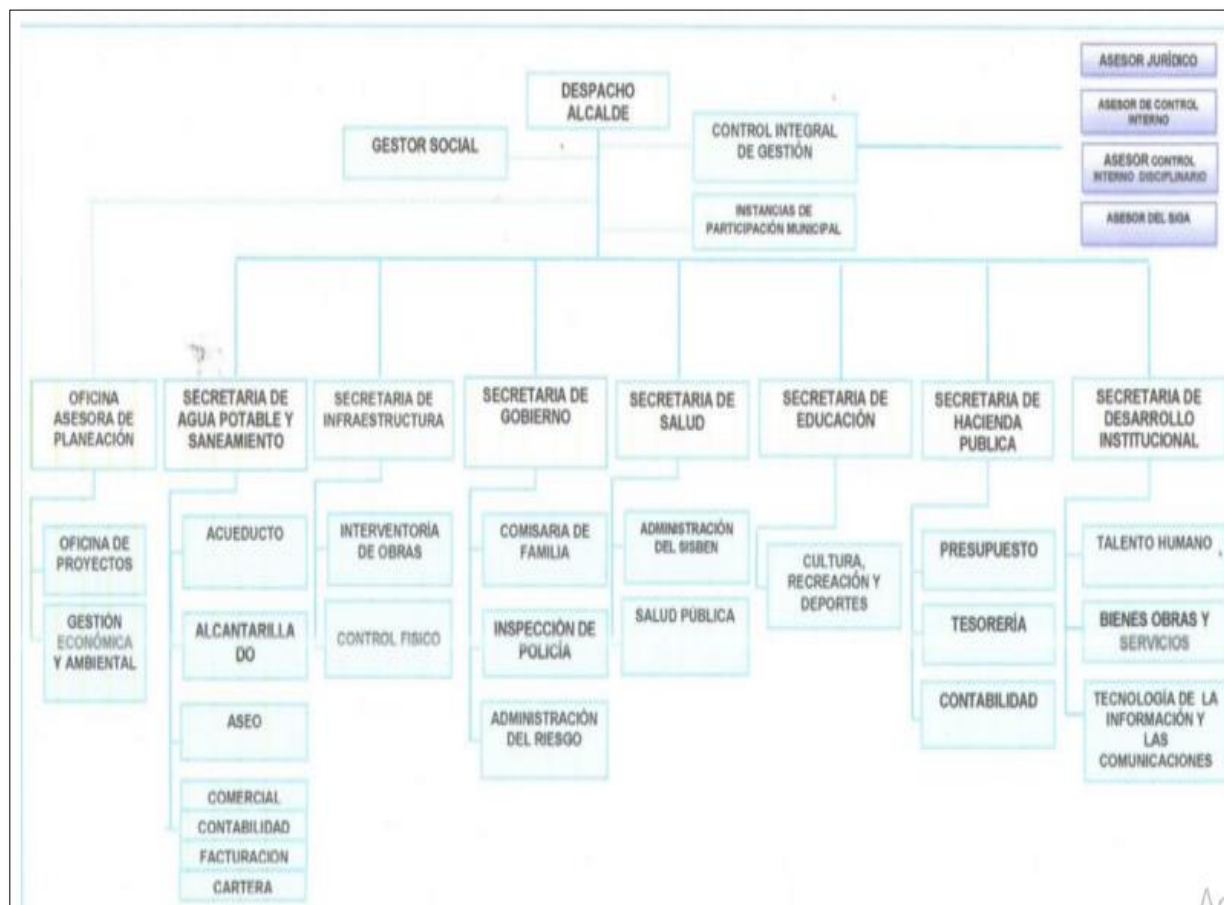 ASESOR JURÍDICO
DESPACHO
ALCALDE
ASESOR DE CONTROL
INTERNO
GESTOR SOCIAL
CONTROL INTEGRAL
DE GESTIÓN
ASESOR CONTROL
INTERNO DISCIPLINARIO
INSTANCIAS DE
PARTICIPACIÓN MUNICIPAL
ASESOR DEL SIGA
OFICINA
ASESORA DE
PLANEACIÓN
SECRETARIA DE
AGUA POTABLE Y
SANEAMIENTO
SECRETARIA DE
INFRAESTRUCTURA
SECRETARIA DE
GOBIERNO
SECRETARIA DE
SALUD
SECRETARIA DE
EDUCACIÓN
SECRETARIA DE
HACIENDA
PUBLICA
SECRETARIA DE
DESARROLLO
INSTITUCIONAL
OFICINA DE
PROYECTOS
GESTIÓN
ECONÓMICA
Y AMBIENTAL
ACUEDUCTO
ALCANTARILLA
DO
ASEO
COMERCIAL
CONTABILIDAD
FACTURACION
CARTERA
INTERVENTORÍA
DE OBRAS
CONTROL FISICO
COMISARIA DE
FAMILIA
INSPECCIÓN DE
POLICÍA
ADMINISTRACIÓN
DEL RIESGO
ADMINISTRACIÓN
DEL SISBEN
SALUD PÚBLICA
CULTURA,
RECREACIÓN Y
DEPORTES
PRESUPUESTO
TESORERÍA
CONTABILIDAD
TALENTO HUMANO
BIENES OBRAS Y
SERVICIOS
TECNOLOGÍA DE LA
INFORMACIÓN Y
LAS
COMUNICACIONES